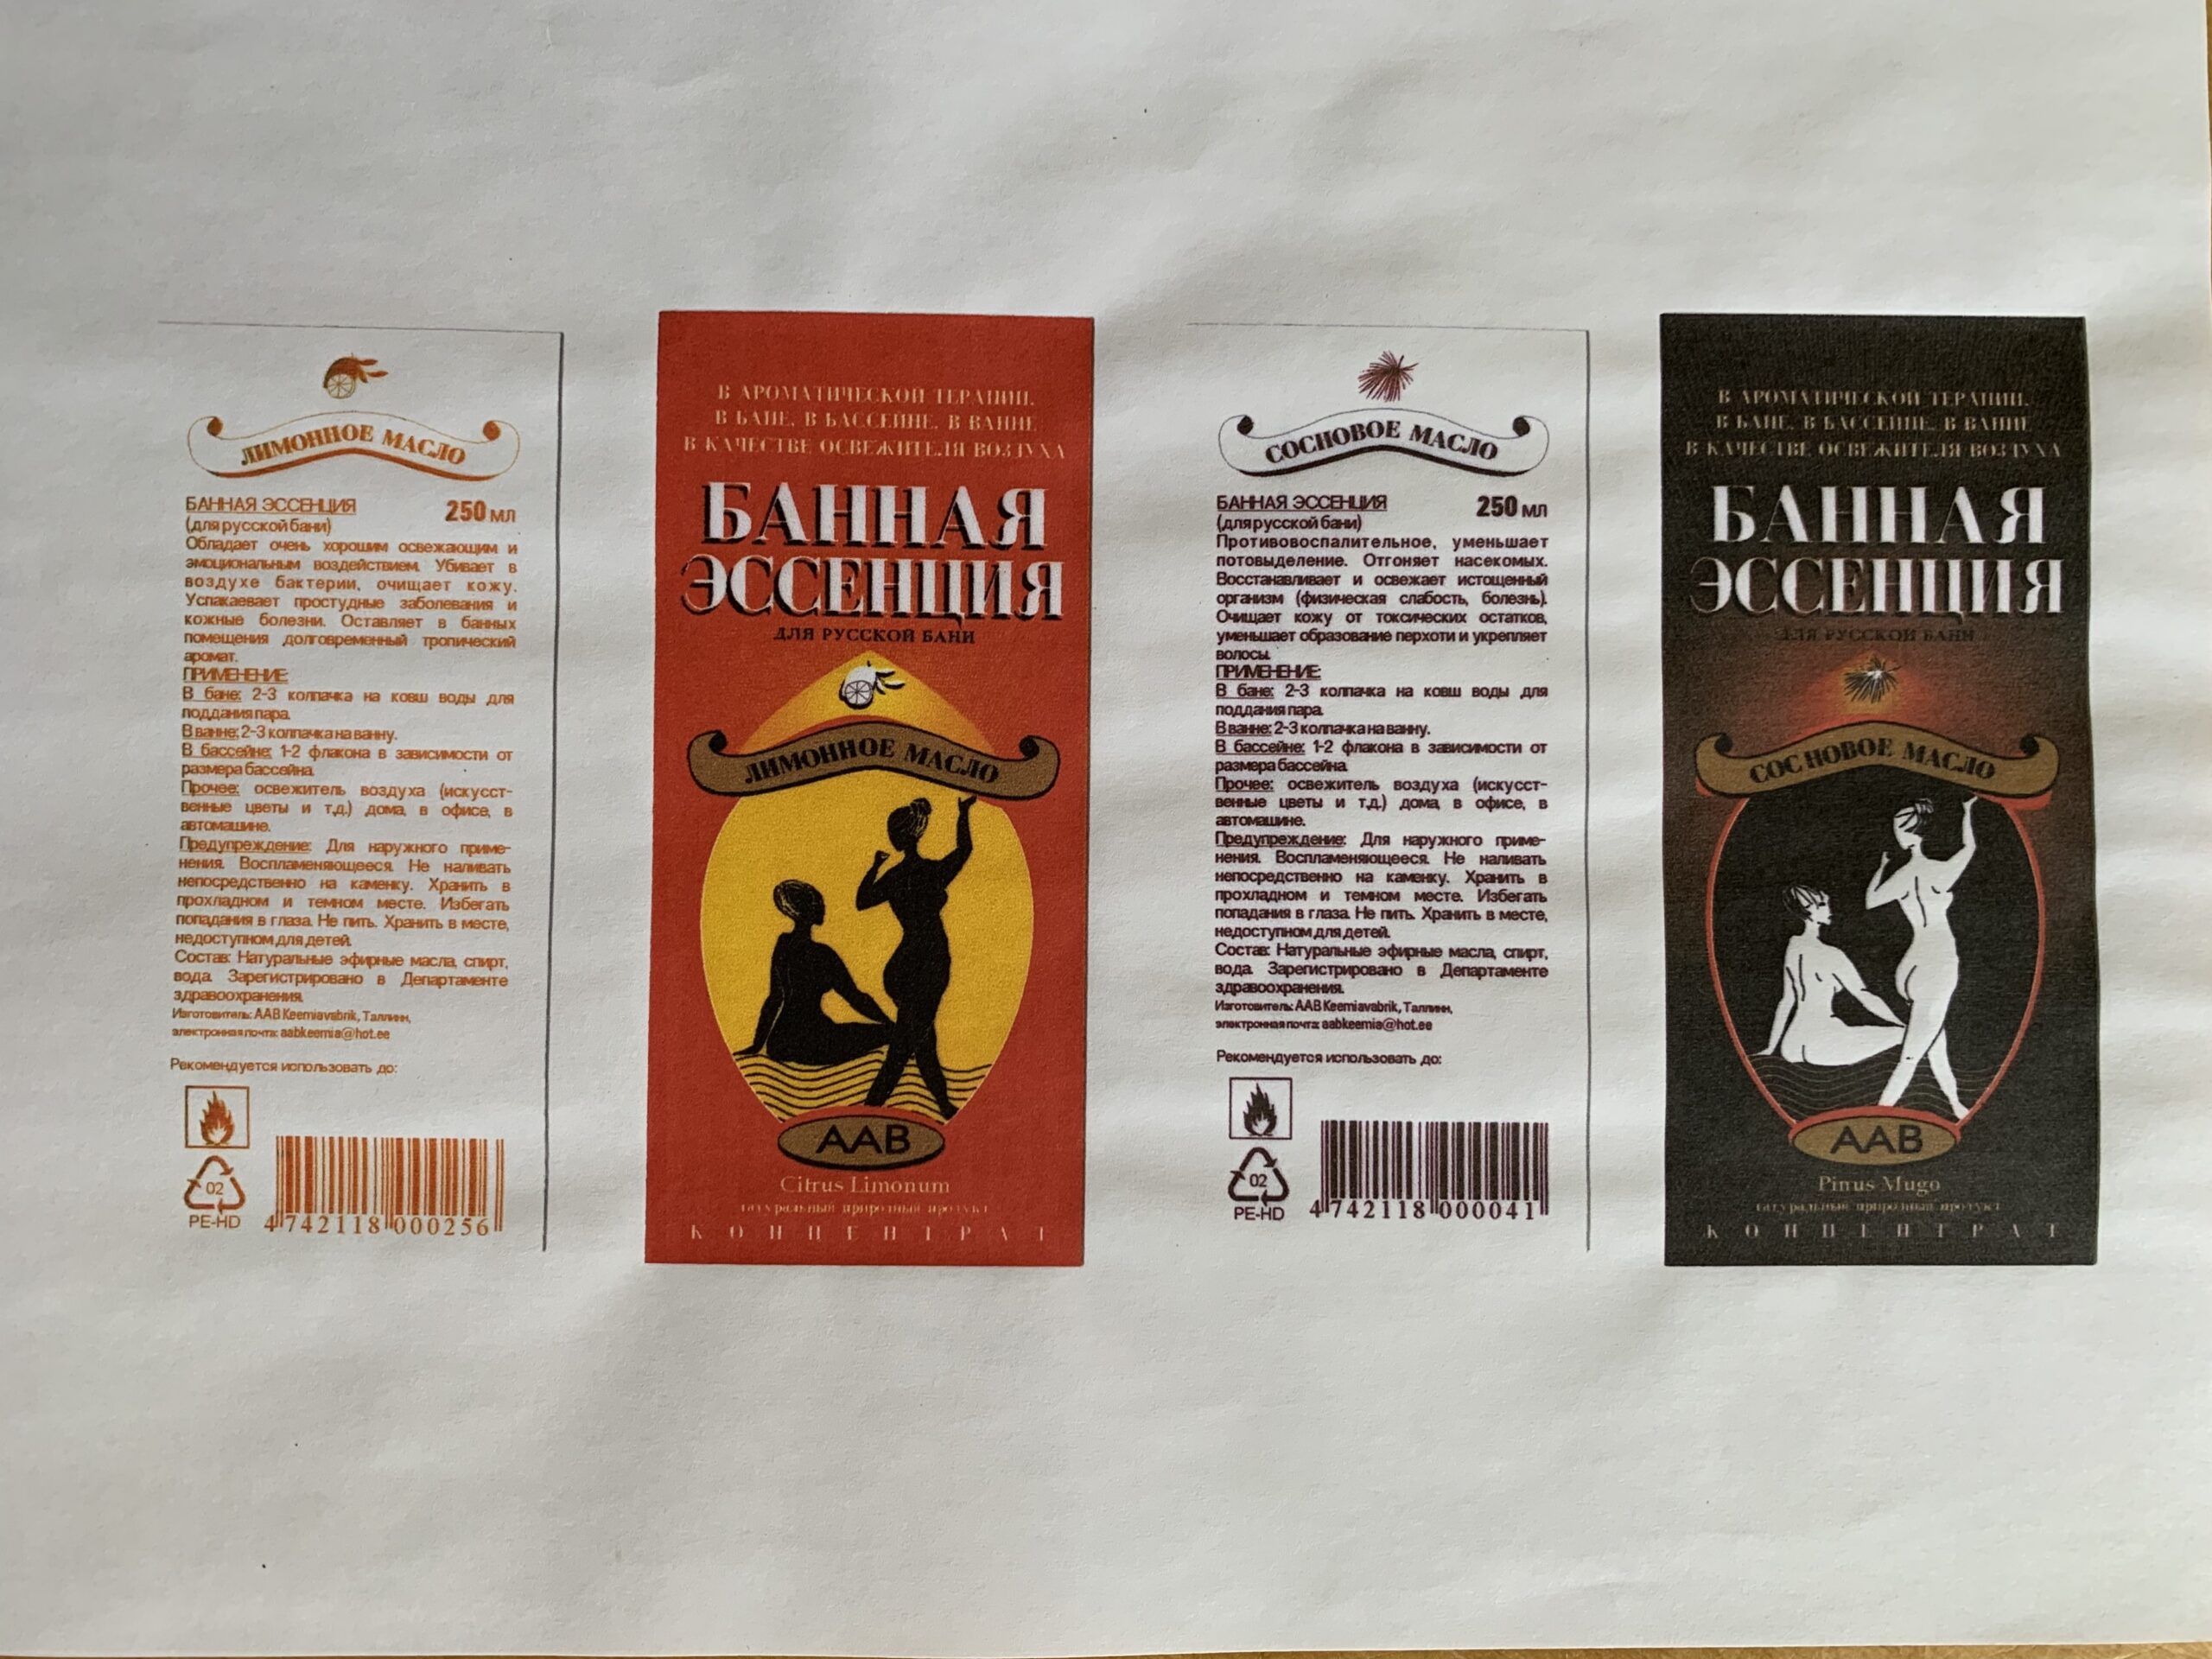 ЛИМОННОЕ МАСЛО
БАННАЯ ЭССЕНЦИЯ 250 мл
(для русской бани)
Обладает очень хорошим освежающим и
эмоциональным воздействием. Убивает в
воздухе бактерии, очищает кожу.
Успакаевает простудные заболевания и
кожные болезни. Оставляет в банных
помещения долговременный тропический
аромат.
ПРИМЕНЕНИЕ:
В бане: 2-3 колпачка на ковш воды для
поддания пара.
В ванне: 2-3 колпачка на ванну.
В бассейне: 1-2 флакона в зависимости от
размера бассейна.
Прочее: освежитель воздуха (искусст-
венные цветы и т.д.) дома, в офисе, в
автомашине.
Предупреждение: Для наружного приме-
нения. Воспламеняющееся. Не наливать
непосредственно на каменку. Хранить в
прохладном и темном месте. Избегать
попадания в глаза. Не пить. Хранить в месте,
недоступном для детей.
Состав: Натуральные эфирные масла, спирт,
вода. Зарегистрировано в Департаменте
здравоохранения.
Изготовитель: AAB Keemiavabrik, Таллинн,
электронная почта: aabkeemia@hot.ee
Рекомендуется использовать до:
02
PE-HD
4 742118 000256
В АРОМАТИЧЕСКОЙ ТЕРАПИИ,
В БАНЕ, В БАССЕЙНЕ, В ВАННЕ
В КАЧЕСТВЕ ОСВЕЖИТЕЛЯ ВОЗДУХА
БАННАЯ
ЭССЕНЦИЯ
ДЛЯ РУССКОЙ БАНИ
ЛИМОННОЕ МАСЛО
AAB
Citrus Limonum
натуральный природный продукт
КОНЦЕНТРАТ
СОСНОВОЕ МАСЛО
БАННАЯ ЭССЕНЦИЯ 250 мл
(для русской бани)
Противовоспалительное, уменьшает
потовыделение. Отгоняет насекомых.
Восстанавливает и освежает истощенный
организм (физическая слабость, болезнь).
Очищает кожу от токсических остатков,
уменьшает образование перхоти и укрепляет
волосы.
ПРИМЕНЕНИЕ:
В бане: 2-3 колпачка на ковш воды для
поддания пара.
В ванне: 2-3 колпачка на ванну.
В бассейне: 1-2 флакона в зависимости от
размера бассейна.
Прочее: освежитель воздуха (искусст-
венные цветы и т.д.) дома, в офисе, в
автомашине.
Предупреждение: Для наружного приме-
нения. Воспламеняющееся. Не наливать
непосредственно на каменку. Хранить в
прохладном и темном месте. Избегать
попадания в глаза. Не пить. Хранить в месте,
недоступном для детей.
Состав: Натуральные эфирные масла, спирт,
вода. Зарегистрировано в Департаменте
здравоохранения.
Изготовитель: AAB Keemiavabrik, Таллинн,
электронная почта: aabkeemia@hot.ee
Рекомендуется использовать до:
02
PE-HD
4 742118 000041
В АРОМАТИЧЕСКОЙ ТЕРАПИИ,
В БАНЕ, В БАССЕЙНЕ, В ВАННЕ
В КАЧЕСТВЕ ОСВЕЖИТЕЛЯ ВОЗДУХА
БАННАЯ
ЭССЕНЦИЯ
ДЛЯ РУССКОЙ БАНИ
СОСНОВОЕ МАСЛО
AAB
Pinus Mugo
натуральный природный продукт
КОНЦЕНТРАТ